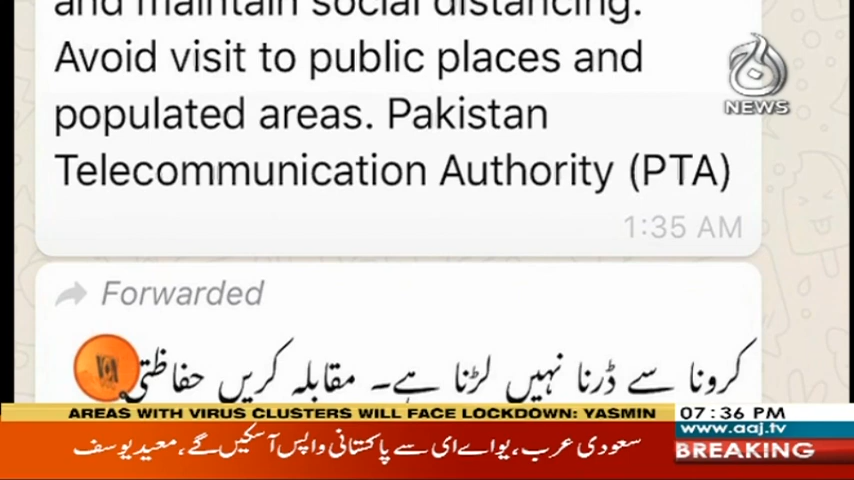 and maintain social distancing.
Avoid visit to public places and
populated areas. Pakistan
Telecommunication Authority (PTA)
1:35 AM
NEWS
Forwarded
کرونا سے ڈرنا نہیں لڑنا ہے۔ مقابلہ کریں حفاظتی
AREAS WITH VIRUS CLUSTERS WILL FACE LOCKDOWN: YASMIN
07:36 PM
www.aaj.tv
BREAKING
سعودی عرب، یو اے ای سے پاکستانی واپس آسکیں گے، معید یوسف